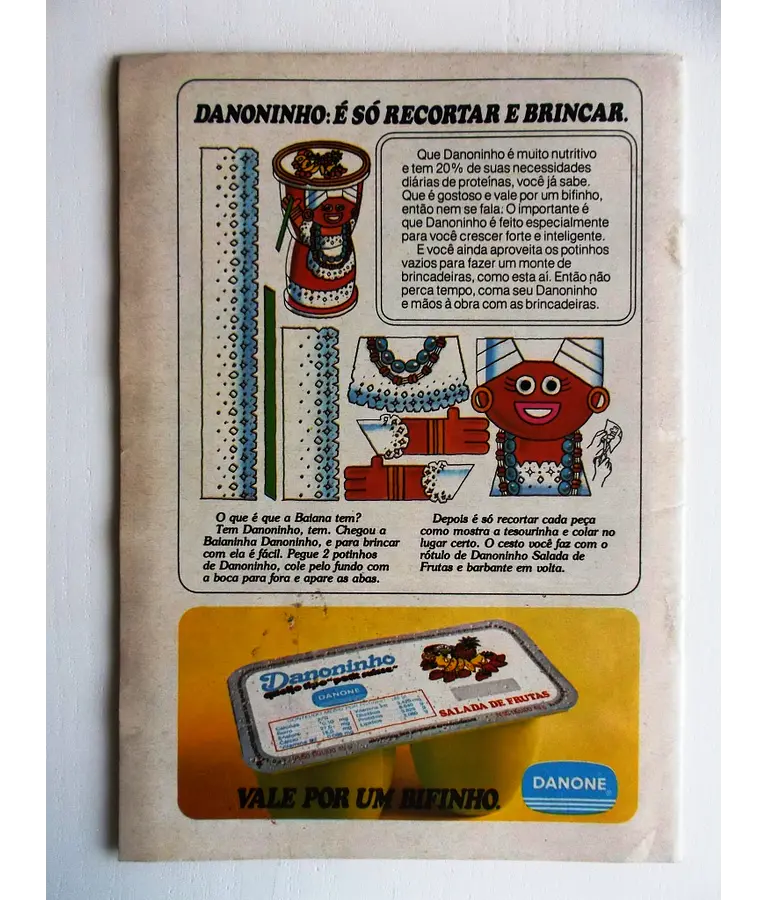 DANONINHO: É SÓ RECORTAR E BRINCAR.
Que Danoninho é muito nutritivo
e tem 20% de suas necessidades
diárias de proteínas, você já sabe.
Que é gostoso e vale por um bifinho,
então nem se fala. O importante é
que Danoninho é feito especialmente
para você crescer forte e inteligente.
E você ainda aproveita os potinhos
vazios para fazer um monte de
brincadeiras, como esta aí. Então não
perca tempo, coma seu Danoninho
e mãos à obra com as brincadeiras.
O que é que a Baiana tem?
Tem Danoninho, tem. Chegou a
Baianinha Danoninho, e para brincar
com ela é fácil. Pegue 2 potinhos
de Danoninho, cole pelo fundo com
a boca para fora e apare as abas.
Depois é só recortar cada peça
como mostra a tesourinha e colar no
lugar certo. O cesto você faz com o
rótulo de Danoninho Salada de
Frutas e barbante em volta.
Danoninho
queijo tipo "petit suisse"
DANONE
SALADA DE FRUTAS
VALE POR UM BIFINHO.
DANONE